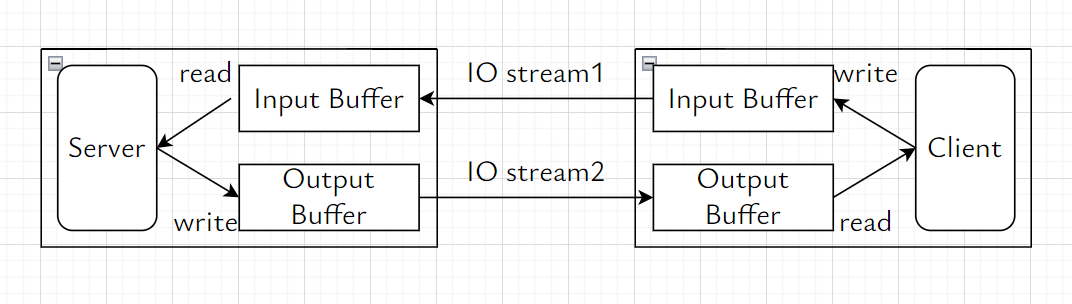 read
Input Buffer
IO stream1
Input Buffer
write
Server
Client
Output
Buffer
write
IO stream2
Output
Buffer
read